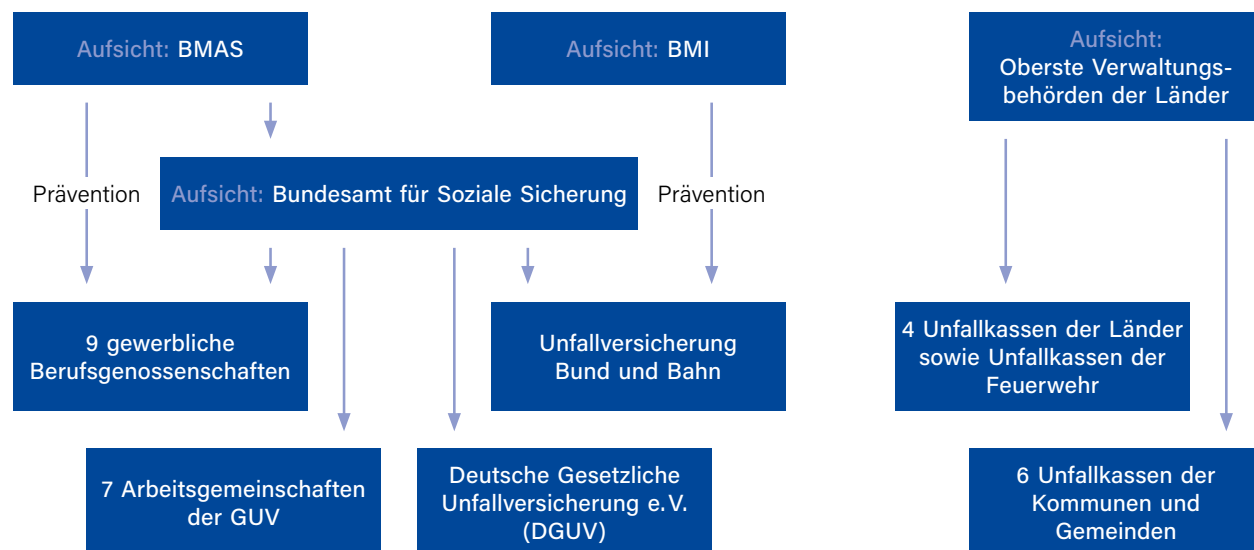 Aufsicht: BMAS
Aufsicht: BMI
Aufsicht:
Oberste Verwaltungs-
behörden der Länder
Prävention
Aufsicht: Bundesamt für Soziale Sicherung
Prävention
9 gewerbliche
Berufsgenossenschaften
Unfallversicherung
Bund und Bahn
4 Unfallkassen der Länder
sowie Unfallkassen der
Feuerwehr
7 Arbeitsgemeinschaften
der GUV
Deutsche Gesetzliche
Unfallversicherung e. V.
(DGUV)
6 Unfallkassen der
Kommunen und
Gemeinden